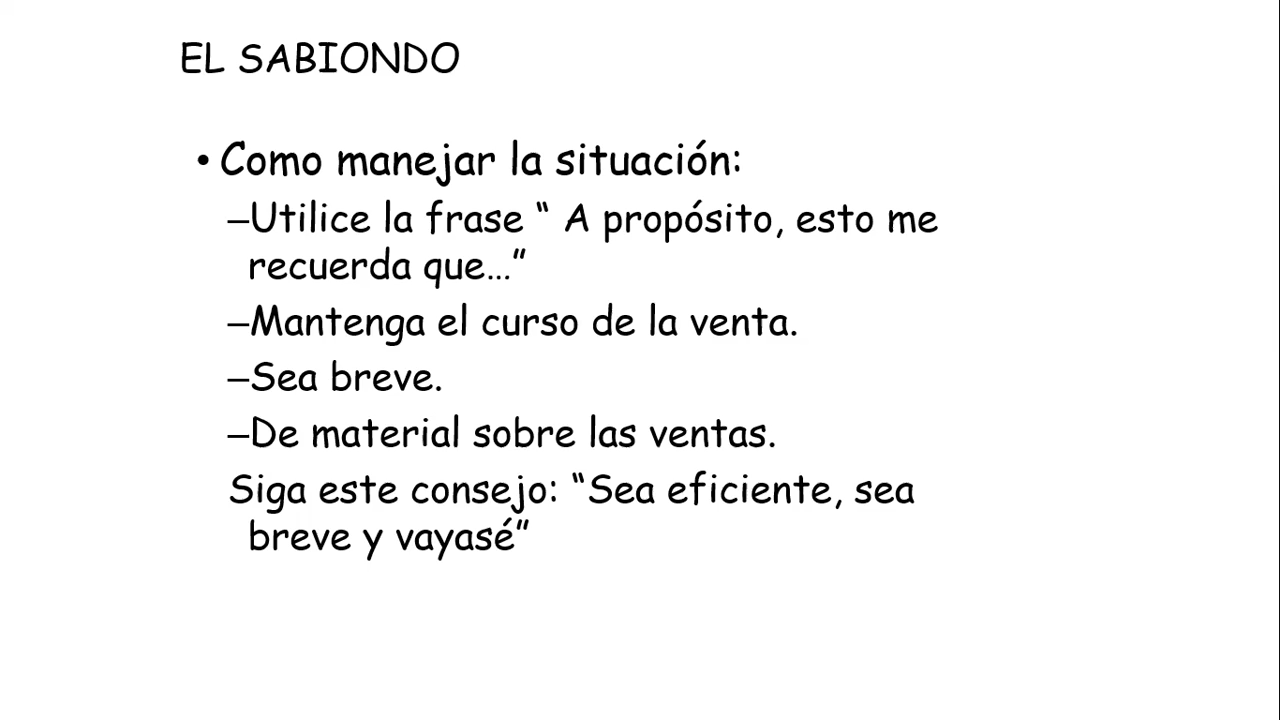 EL SABIONDO
• Como manejar la situación:
–Utilice la frase “ A propósito, esto me
recuerda que…”
–Mantenga el curso de la venta.
–Sea breve.
–De material sobre las ventas.
Siga este consejo: “Sea eficiente, sea
breve y vayasé”